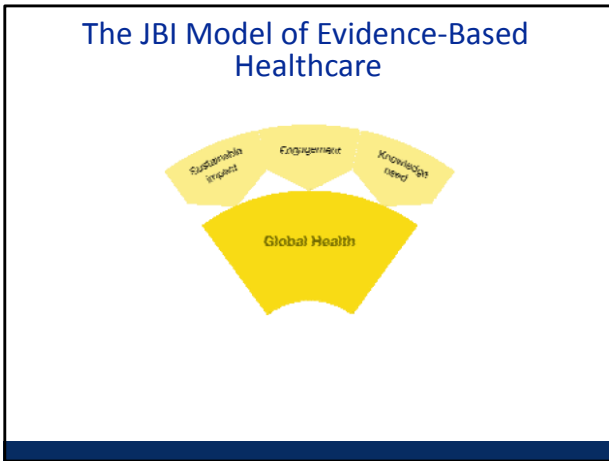 The JBI Model of Evidence-Based
Healthcare
Sustainable
impact
Engagement
Knowledge
need
Global Health